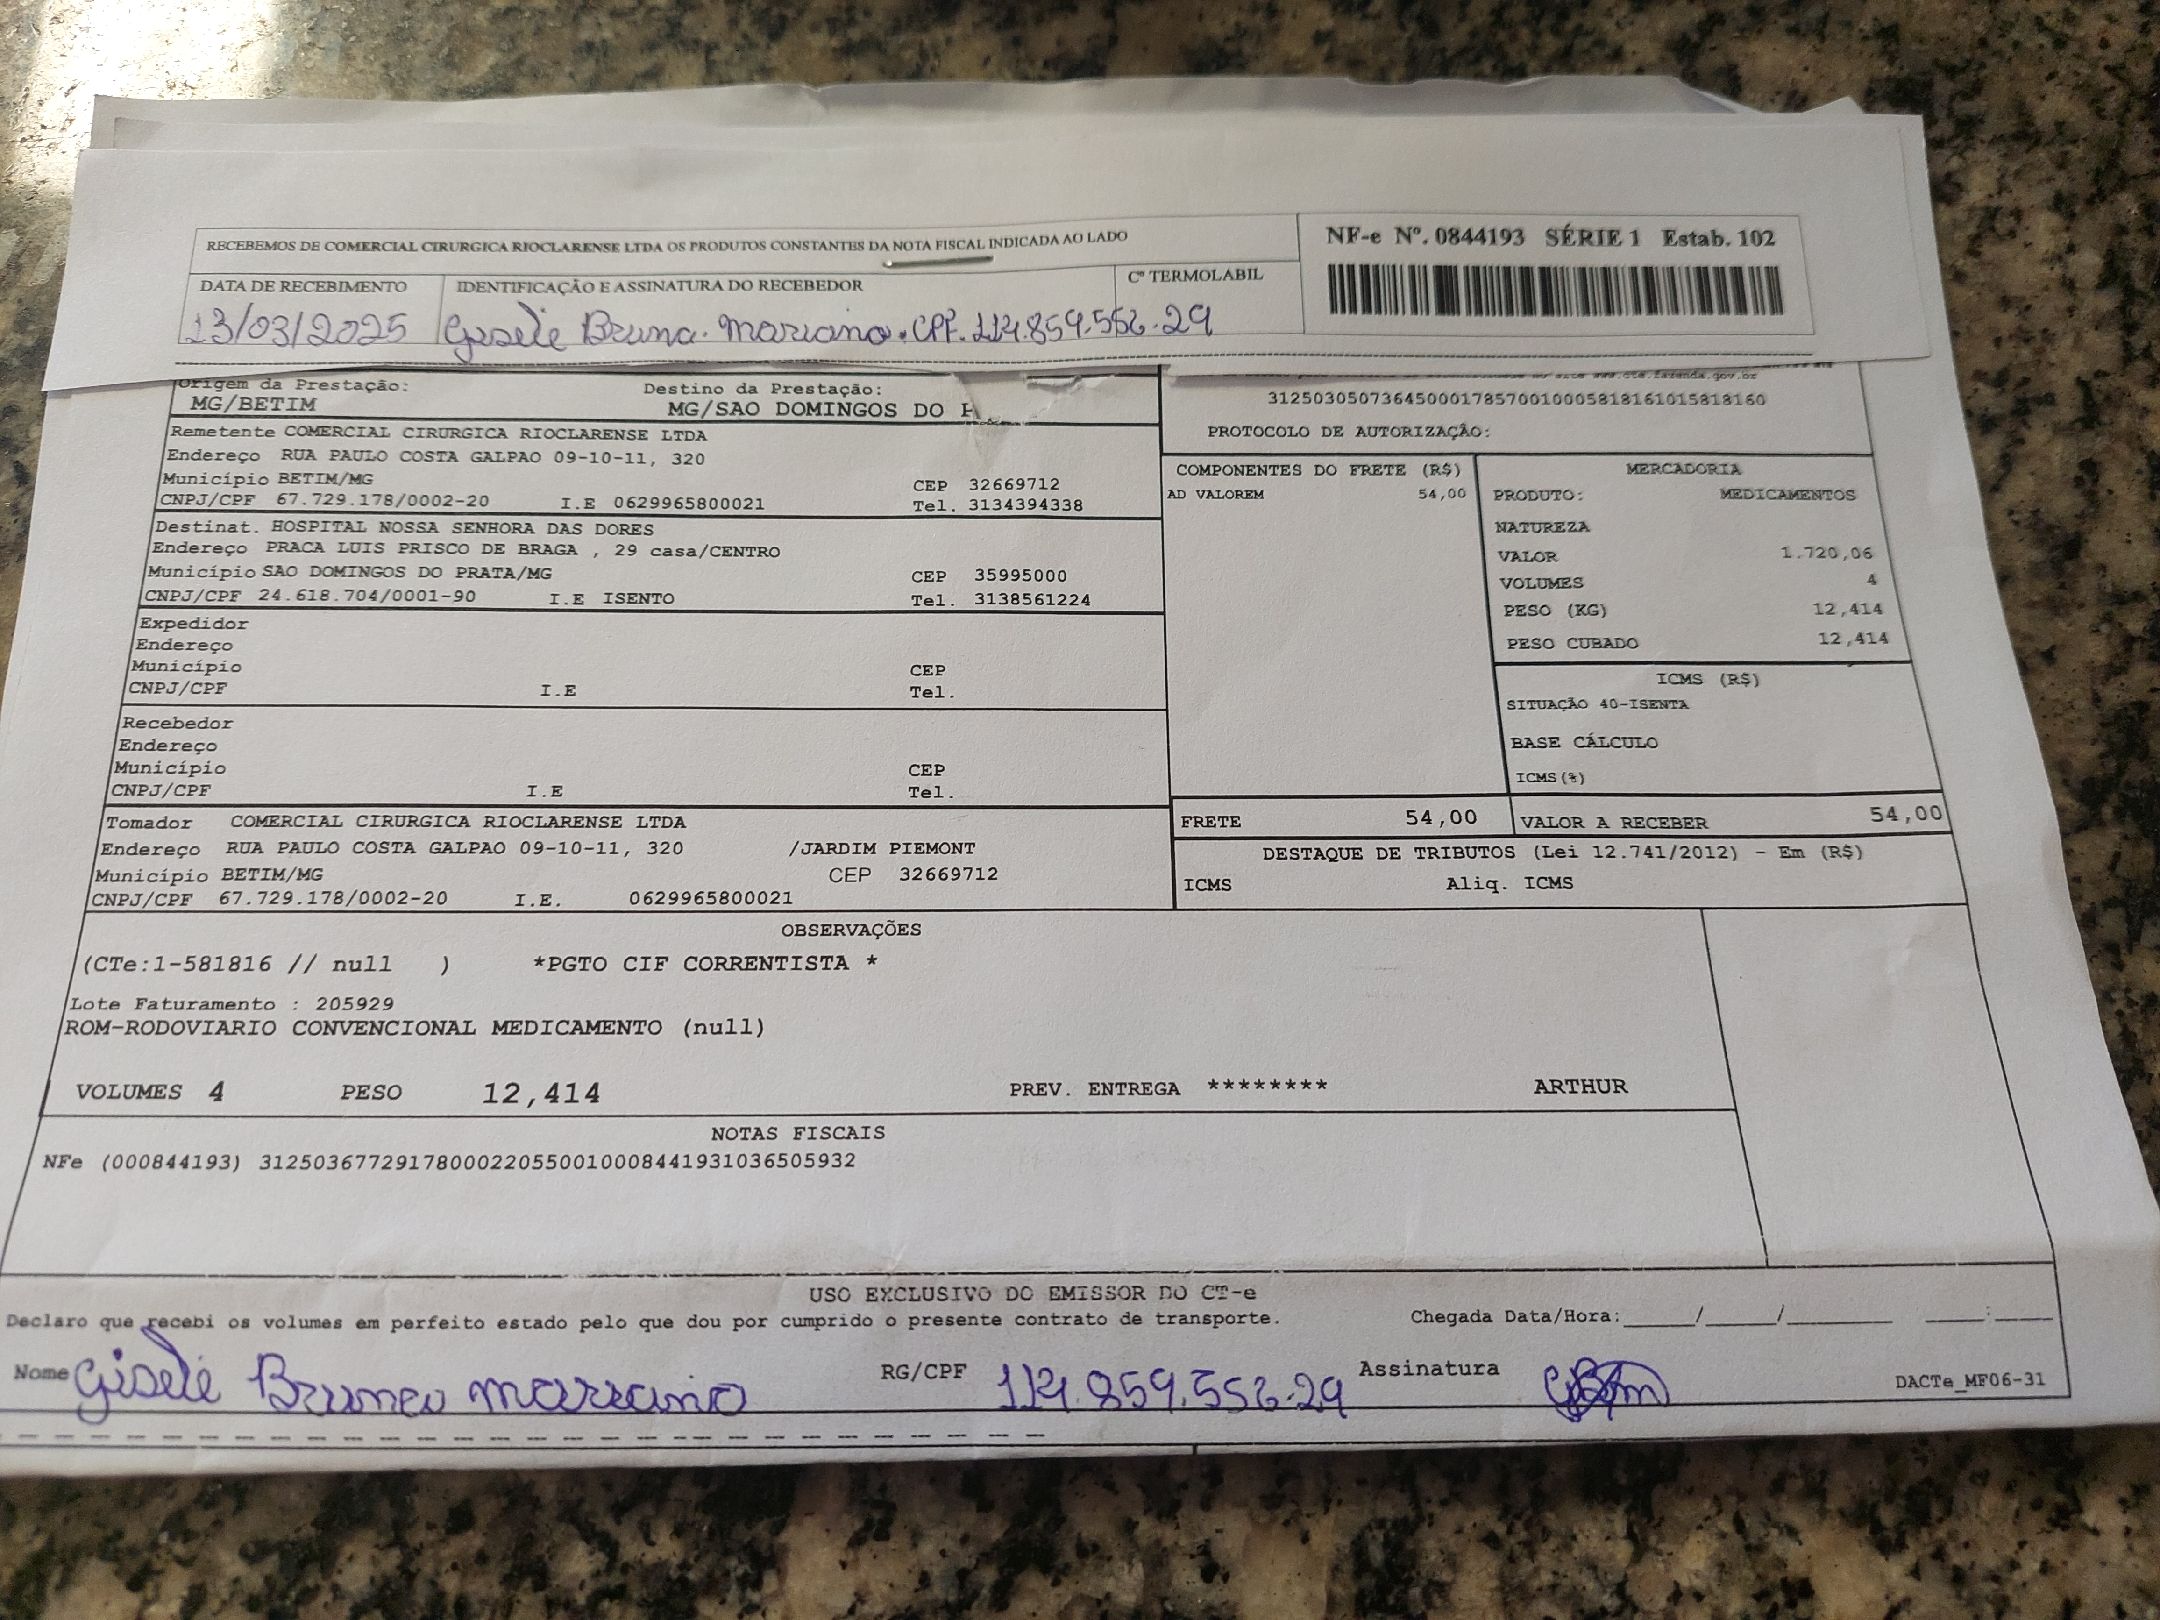 RECEBEMOS DE COMERCIAL CIRURGICA RIOCLARENSE LTDA OS PRODUTOS CONSTANTES DA NOTA FISCAL INDICADA AO LADO
NF-e Nº. 0844193 SÉRIE 1 Estab. 102
DATA DE RECEBIMENTO IDENTIFICAÇÃO E ASSINATURA DO RECEBEDOR Cº TERMOLABIL
13/03/2025 Gisele Bruna. Mariano. CPF. 114.859.556.29
Origem da Prestação: Destino da Prestação:
MG/BETIM MG/SAO DOMINGOS DO
31250305073645000178570010005818161015818160
PROTOCOLO DE AUTORIZAÇÃO:
Remetente COMERCIAL CIRURGICA RIOCLARENSE LTDA
Endereço RUA PAULO COSTA GALPAO 09-10-11, 320
Município BETIM/MG CEP 32669712
CNPJ/CPF 67.729.178/0002-20 I.E 0629965800021 Tel. 3134394338
Destinat. HOSPITAL NOSSA SENHORA DAS DORES
Endereço PRACA LUIS PRISCO DE BRAGA , 29 casa/CENTRO
Município SAO DOMINGOS DO PRATA/MG CEP 35995000
CNPJ/CPF 24.618.704/0001-90 I.E ISENTO Tel. 3138561224
Expedidor
Endereço
Município CEP
CNPJ/CPF I.E Tel.
Recebedor
Endereço
Município CEP
CNPJ/CPF I.E Tel.
Tomador COMERCIAL CIRURGICA RIOCLARENSE LTDA
Endereço RUA PAULO COSTA GALPAO 09-10-11, 320 /JARDIM PIEMONT
Município BETIM/MG CEP 32669712
CNPJ/CPF 67.729.178/0002-20 I.E. 0629965800021
COMPONENTES DO FRETE (R$)
AD VALOREM 54,00
MERCADORIA
PRODUTO: MEDICAMENTOS
NATUREZA
VALOR 1.720,06
VOLUMES 4
PESO (KG) 12,414
PESO CUBADO 12,414
ICMS (R$)
SITUAÇÃO 40-ISENTA
BASE CÁLCULO
ICMS(%)
FRETE 54,00 VALOR A RECEBER 54,00
DESTAQUE DE TRIBUTOS (Lei 12.741/2012) - Em (R$)
ICMS Aliq. ICMS
OBSERVAÇÕES
(CTe:1-581816 // null ) *PGTO CIF CORRENTISTA *
Lote Faturamento : 205929
ROM-RODOVIARIO CONVENCIONAL MEDICAMENTO (null)
VOLUMES 4 PESO 12,414 PREV. ENTREGA ******** ARTHUR
NOTAS FISCAIS
NFe (000844193) 31250367729178000220550010008441931036505932
USO EXCLUSIVO DO EMISSOR DO CT-e
Declaro que recebi os volumes em perfeito estado pelo que dou por cumprido o presente contrato de transporte. Chegada Data/Hora:_____/_____/_______ ____:____
Nome Gisele Bruna Mariano RG/CPF 114.859.556.29 Assinatura
DACTe_MF06-31